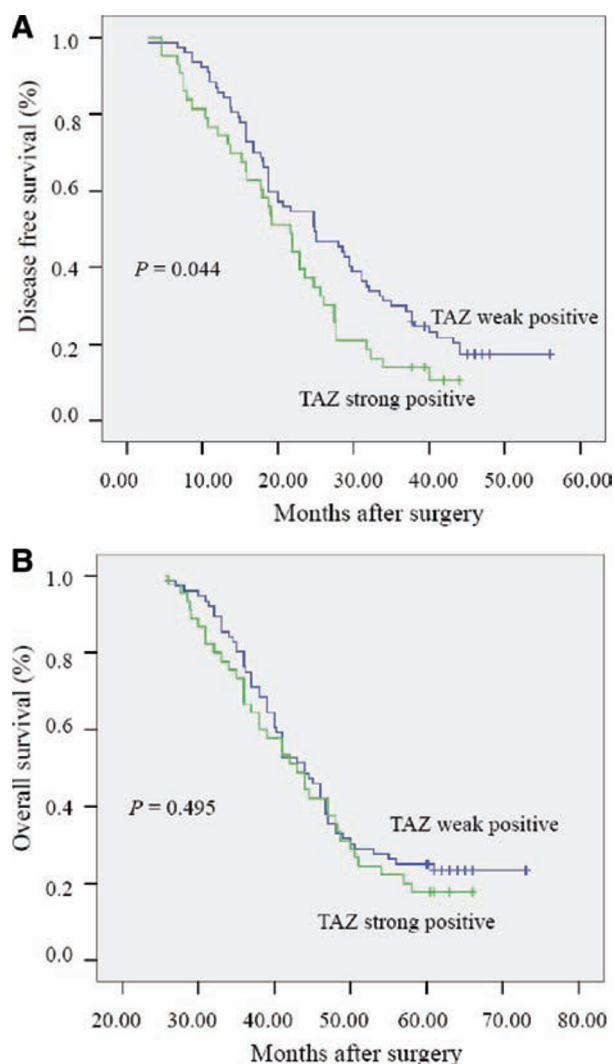 A
Disease free survival (%)
1.0
0.8
0.6
0.4
0.2
0.0
P = 0.044
TAZ weak positive
TAZ strong positive
0.00 10.00 20.00 30.00 40.00 50.00 60.00
Months after surgery
B
Overall survival (%)
1.0
0.8
0.6
0.4
0.2
0.0
P = 0.495
TAZ weak positive
TAZ strong positive
20.00 30.00 40.00 50.00 60.00 70.00 80.00
Months after surgery